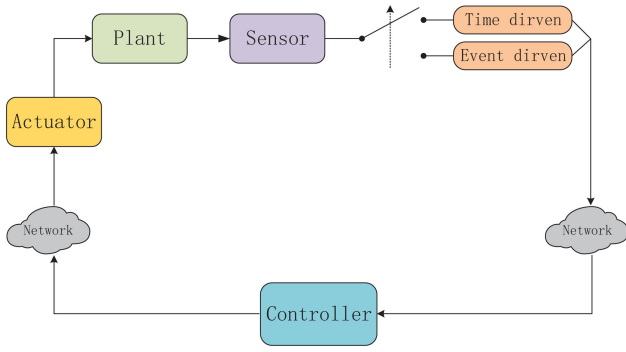 Plant
Sensor
Time dirven
Event dirven
Actuator
Network
Network
Controller